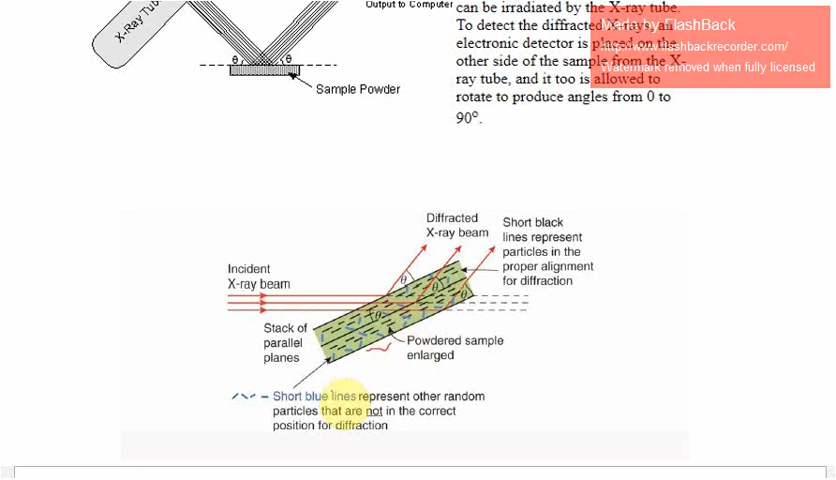 Output to Computer
X-Ray Tub
θ
θ
Sample Powder
can be irradiated by the X-ray tube.
To detect the diffracted X-rays, an
electronic detector is placed on the
other side of the sample from the X-
ray tube, and it too is allowed to
rotate to produce angles from 0 to
90°.
Made by FlashBack
http://www.flashbackrecorder.com/
Watermark removed when fully licensed
Diffracted
X-ray beam
Short black
lines represent
particles in the
proper alignment
for diffraction
Incident
X-ray beam
θ
θ
θ
θ
Stack of
parallel
planes
Powdered sample
enlarged
Short blue lines represent other random
particles that are not in the correct
position for diffraction